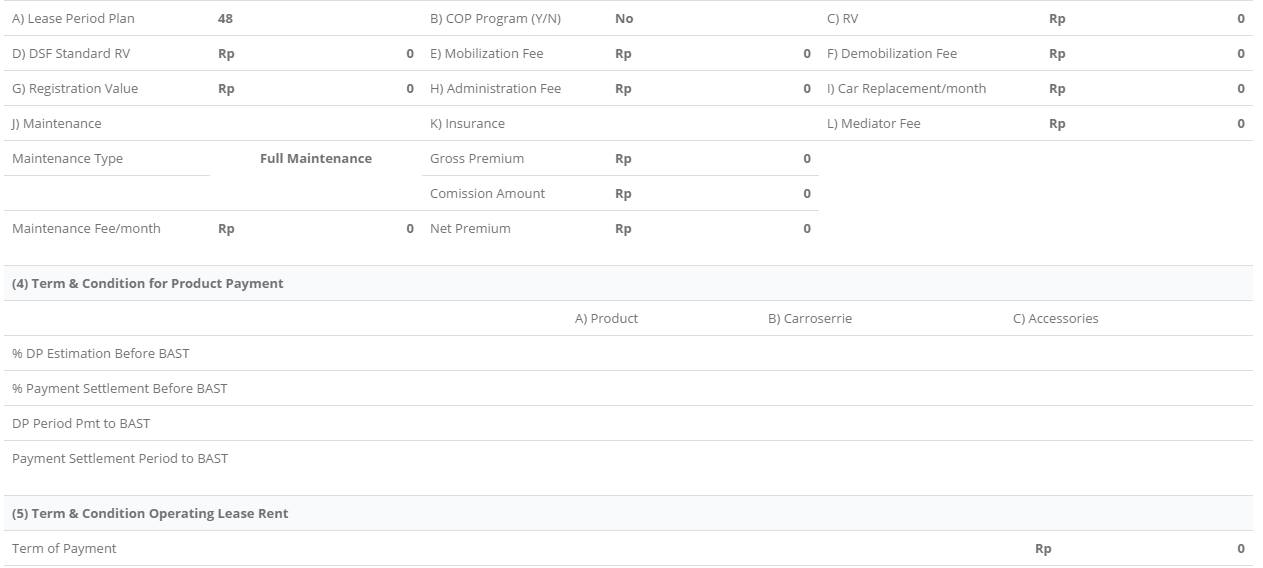 A) Lease Period Plan 48 B) COP Program (Y/N) No C) RV Rp 0
D) DSF Standard RV Rp 0 E) Mobilization Fee Rp 0 F) Demobilization Fee Rp 0
G) Registration Value Rp 0 H) Administration Fee Rp 0 I) Car Replacement/month Rp 0
J) Maintenance K) Insurance L) Mediator Fee Rp 0
Maintenance Type Full Maintenance Gross Premium Rp 0
Comission Amount Rp 0
Maintenance Fee/month Rp 0 Net Premium Rp 0
(4) Term & Condition for Product Payment
A) Product B) Carroserrie C) Accessories
% DP Estimation Before BAST
% Payment Settlement Before BAST
DP Period Pmt to BAST
Payment Settlement Period to BAST
(5) Term & Condition Operating Lease Rent
Term of Payment Rp 0